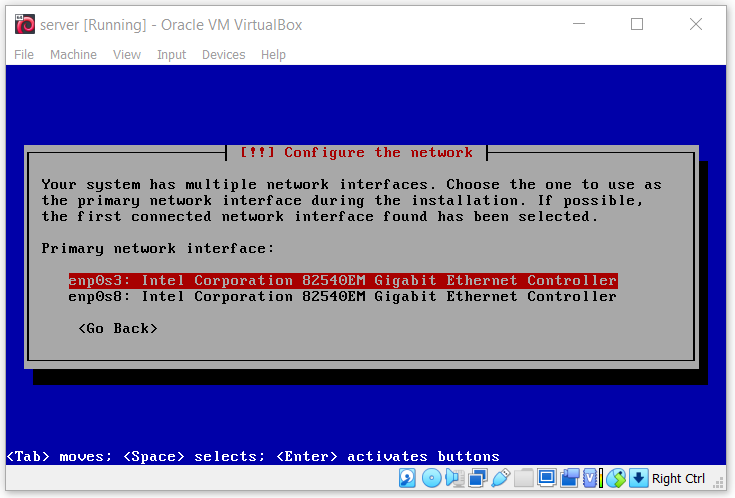 server [Running] - Oracle VM VirtualBox
File Machine View Input Devices Help
[!!] Configure the network
Your system has multiple network interfaces. Choose the one to use as
the primary network interface during the installation. If possible,
the first connected network interface found has been selected.
Primary network interface:
enp0s3: Intel Corporation 82540EM Gigabit Ethernet Controller
enp0s8: Intel Corporation 82540EM Gigabit Ethernet Controller
<Go Back>
<Tab> moves; <Space> selects; <Enter> activates buttons
Right Ctrl